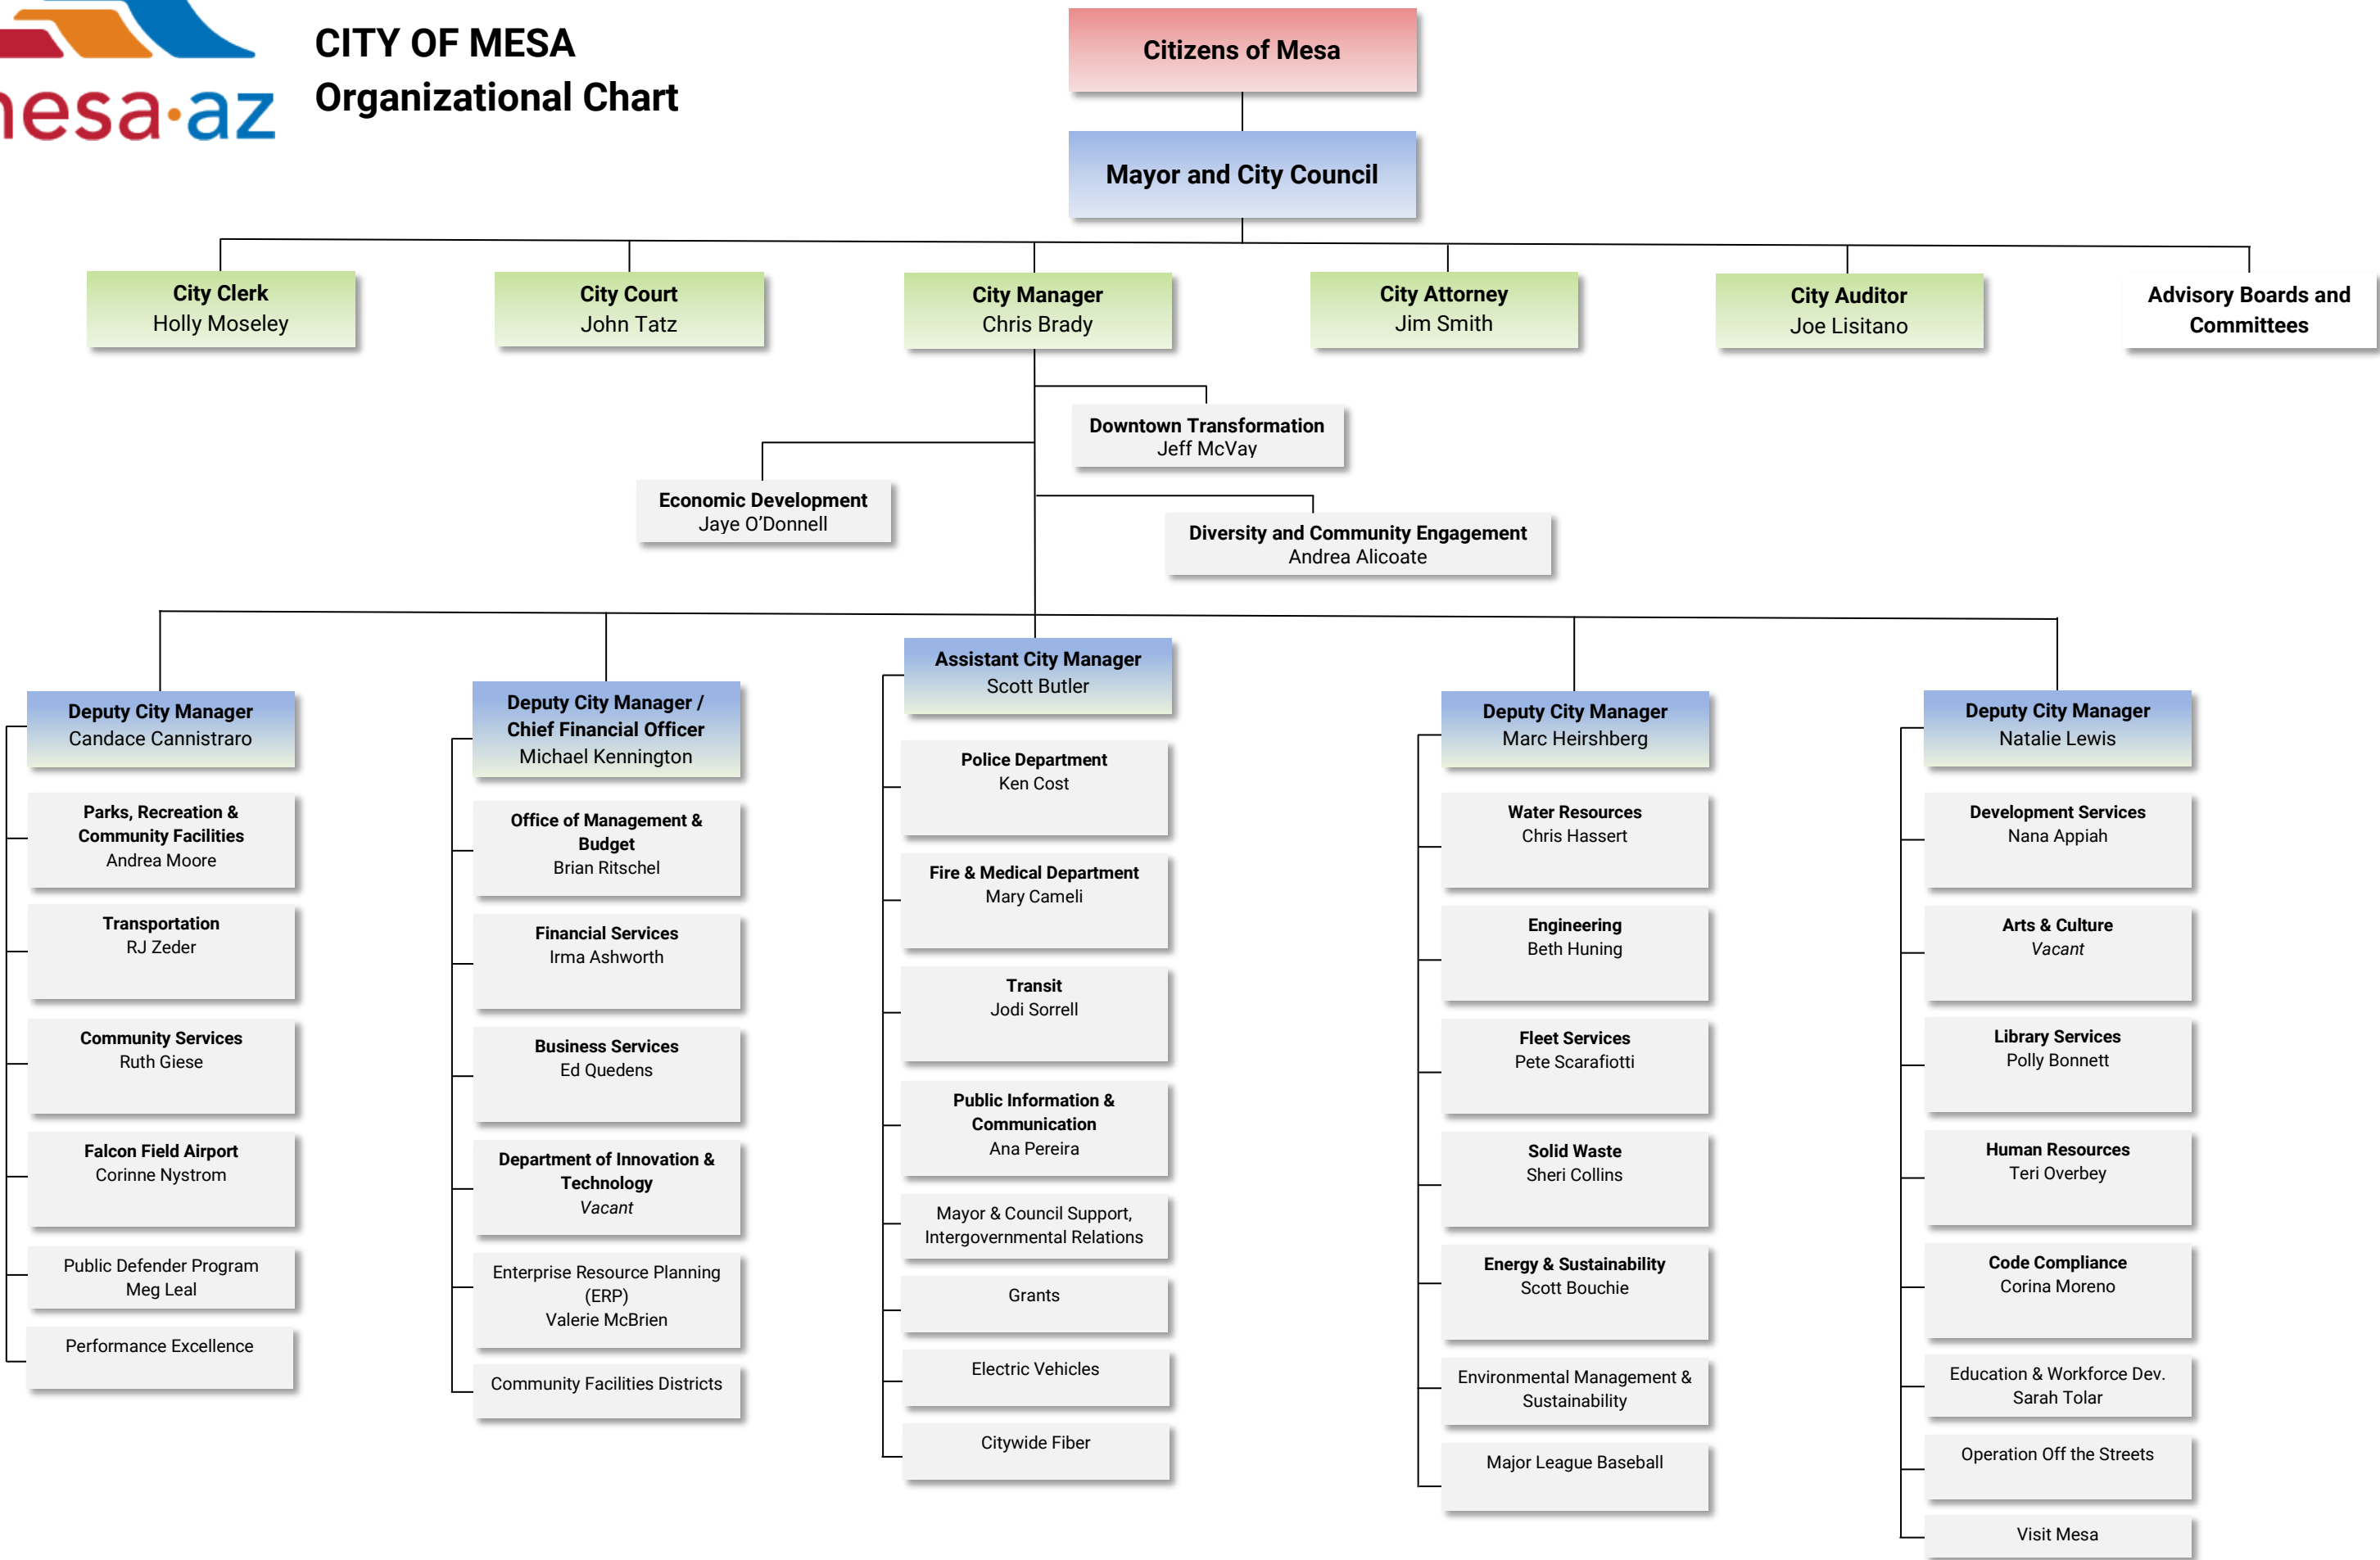 mesa·az
CITY OF MESA
Organizational Chart
Citizens of Mesa
Mayor and City Council
City Clerk
Holly Moseley
City Court
John Tatz
City Manager
Chris Brady
City Attorney
Jim Smith
City Auditor
Joe Lisitano
Advisory Boards and
Committees
Downtown Transformation
Jeff McVay
Economic Development
Jaye O’Donnell
Diversity and Community Engagement
Andrea Alicoate
Deputy City Manager
Candace Cannistraro
Parks, Recreation &
Community Facilities
Andrea Moore
Transportation
RJ Zeder
Community Services
Ruth Giese
Falcon Field Airport
Corinne Nystrom
Public Defender Program
Meg Leal
Performance Excellence
Deputy City Manager /
Chief Financial Officer
Michael Kennington
Office of Management &
Budget
Brian Ritschel
Financial Services
Irma Ashworth
Business Services
Ed Quedens
Department of Innovation &
Technology
Vacant
Enterprise Resource Planning
(ERP)
Valerie McBrien
Community Facilities Districts
Assistant City Manager
Scott Butler
Police Department
Ken Cost
Fire & Medical Department
Mary Cameli
Transit
Jodi Sorrell
Public Information &
Communication
Ana Pereira
Mayor & Council Support,
Intergovernmental Relations
Grants
Electric Vehicles
Citywide Fiber
Deputy City Manager
Marc Heirshberg
Water Resources
Chris Hassert
Engineering
Beth Huning
Fleet Services
Pete Scarafiotti
Solid Waste
Sheri Collins
Energy & Sustainability
Scott Bouchie
Environmental Management &
Sustainability
Major League Baseball
Deputy City Manager
Natalie Lewis
Development Services
Nana Appiah
Arts & Culture
Vacant
Library Services
Polly Bonnett
Human Resources
Teri Overbey
Code Compliance
Corina Moreno
Education & Workforce Dev.
Sarah Tolar
Operation Off the Streets
Visit Mesa